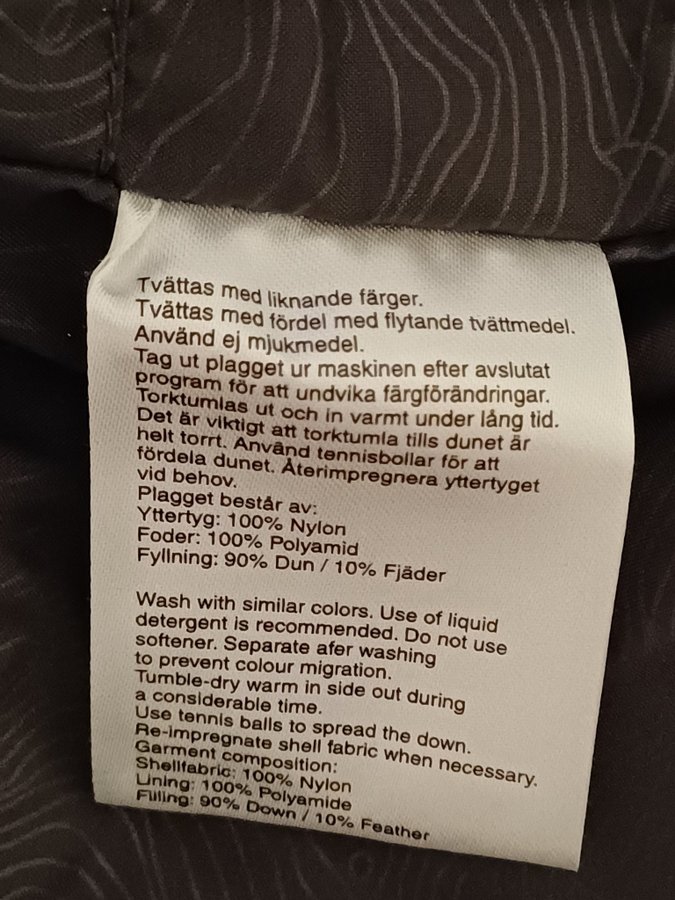 Tvättas med liknande färger.
Tvättas med fördel med flytande tvättmedel.
Använd ej mjukmedel.
Tag ut plagget ur maskinen efter avslutat
program för att undvika färgförändringar.
Torktumlas ut och in varmt under lång tid.
Det är viktigt att torktumla tills dunet är
helt torrt. Använd tennisbollar för att
fördela dunet. Återimpregnera yttertyget
vid behov.
Plagget består av:
Yttertyg: 100% Nylon
Foder: 100% Polyamid
Fyllning: 90% Dun / 10% Fjäder
Wash with similar colors. Use of liquid
detergent is recommended. Do not use
softener. Separate afer washing
to prevent colour migration.
Tumble-dry warm in side out during
a considerable time.
Use tennis balls to spread the down.
Re-impregnate shell fabric when necessary.
Garment composition:
Shellfabric: 100% Nylon
Lining: 100% Polyamide
Filling: 90% Down / 10% Feather